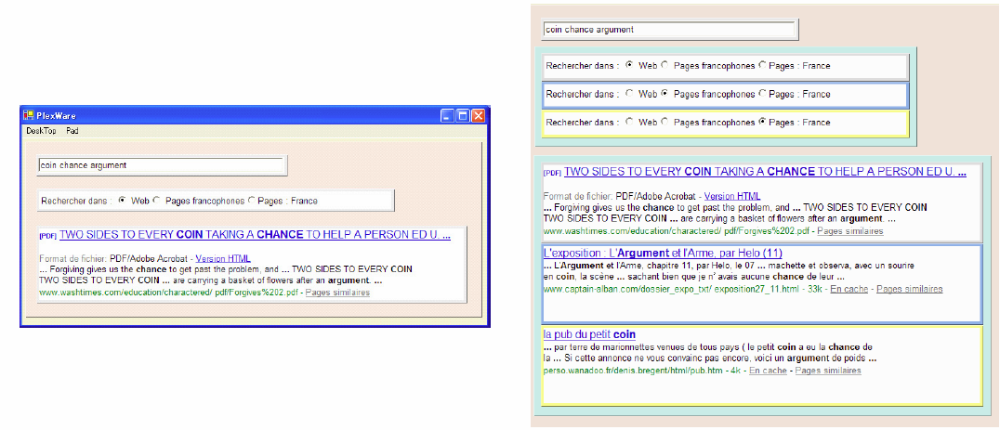 PlexWare
DeskTop Pad
coin chance argument
Rechercher dans : Web Pages francophones Pages : France
[PDF] TWO SIDES TO EVERY COIN TAKING A CHANCE TO HELP A PERSON ED U. ...
Format de fichier: PDF/Adobe Acrobat - Version HTML
... Forgiving gives us the chance to get past the problem, and ... TWO SIDES TO EVERY COIN
TWO SIDES TO EVERY COIN ... are carrying a basket of flowers after an argument. ...
www.washtimes.com/education/charactered/ pdf/Forgives%202.pdf - Pages similaires
coin chance argument
Rechercher dans : Web Pages francophones Pages : France
Rechercher dans : Web Pages francophones Pages : France
Rechercher dans : Web Pages francophones Pages : France
[PDF] TWO SIDES TO EVERY COIN TAKING A CHANCE TO HELP A PERSON ED U. ...
Format de fichier: PDF/Adobe Acrobat - Version HTML
... Forgiving gives us the chance to get past the problem, and ... TWO SIDES TO EVERY COIN
TWO SIDES TO EVERY COIN ... are carrying a basket of flowers after an argument. ...
www.washtimes.com/education/charactered/ pdf/Forgives%202.pdf - Pages similaires
L'exposition : L'Argument et l'Arme, par Helo (11)
... L'Argument et l'Arme, chapitre 11, par Helo, le 07 ... machette et observa, avec un sourire
en coin, la scène ... sachant bien que je n' avais aucune chance de leur ...
www.captain-alban.com/dossier_expo_txt/ exposition27_11.html - 33k - En cache - Pages similaires
la pub du petit coin
... par terre de marionnettes venues de tous pays ( le petit coin a eu la chance de
la ... Si cette annonce ne vous convainc pas encore, voici un argument de poids ...
perso.wanadoo.fr/denis.bregent/html/pub.htm - 4k - En cache - Pages similaires